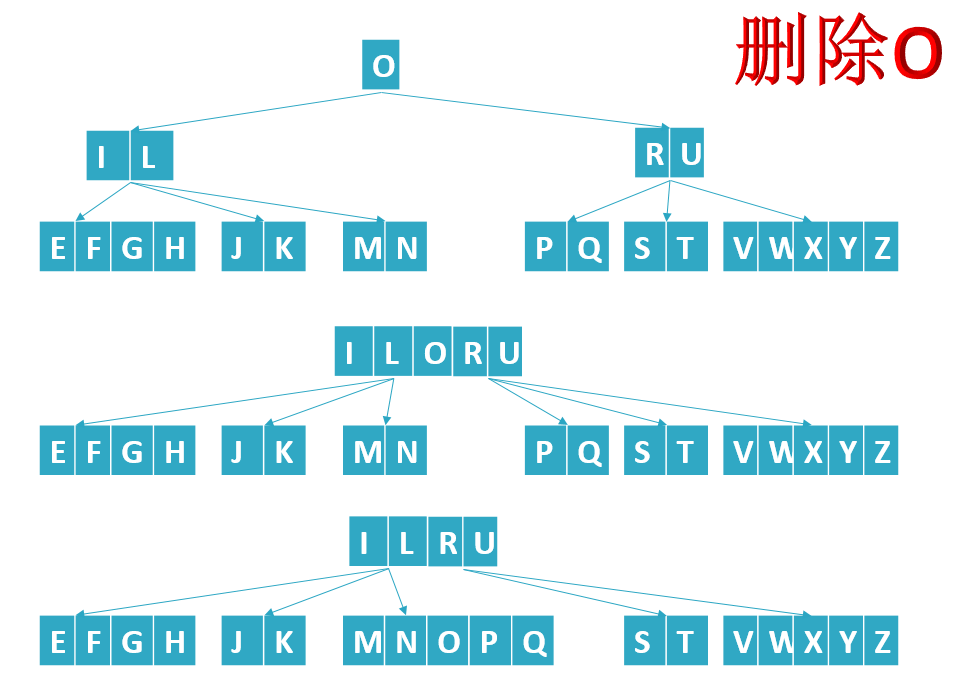 删除O
O
I L R U
E F G H J K M N P Q S T V W X Y Z
I L O R U
E F G H J K M N P Q S T V W X Y Z
I L R U
E F G H J K M N O P Q S T V W X Y Z